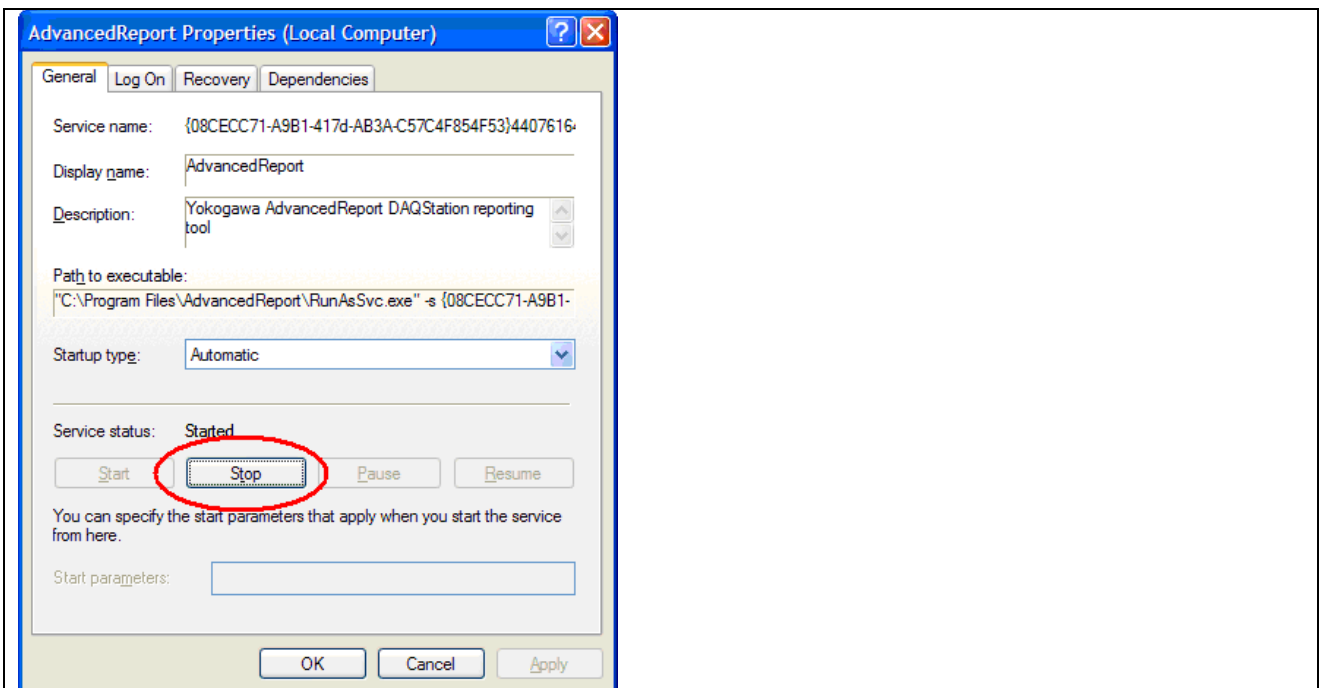 AdvancedReport Properties (Local Computer)
General Log On Recovery Dependencies
Service name: {08CECC71-A9B1-417d-AB3A-C57C4F854F53}44076164
Display name: AdvancedReport
Description: Yokogawa AdvancedReport DAQStation reporting
tool
Path to executable:
"C:\Program Files\AdvancedReport\RunAsSvc.exe" -s {08CECC71-A9B1-
Startup type: Automatic
Service status: Started
Start Stop Pause Resume
You can specify the start parameters that apply when you start the service
from here.
Start parameters:
OK Cancel Apply